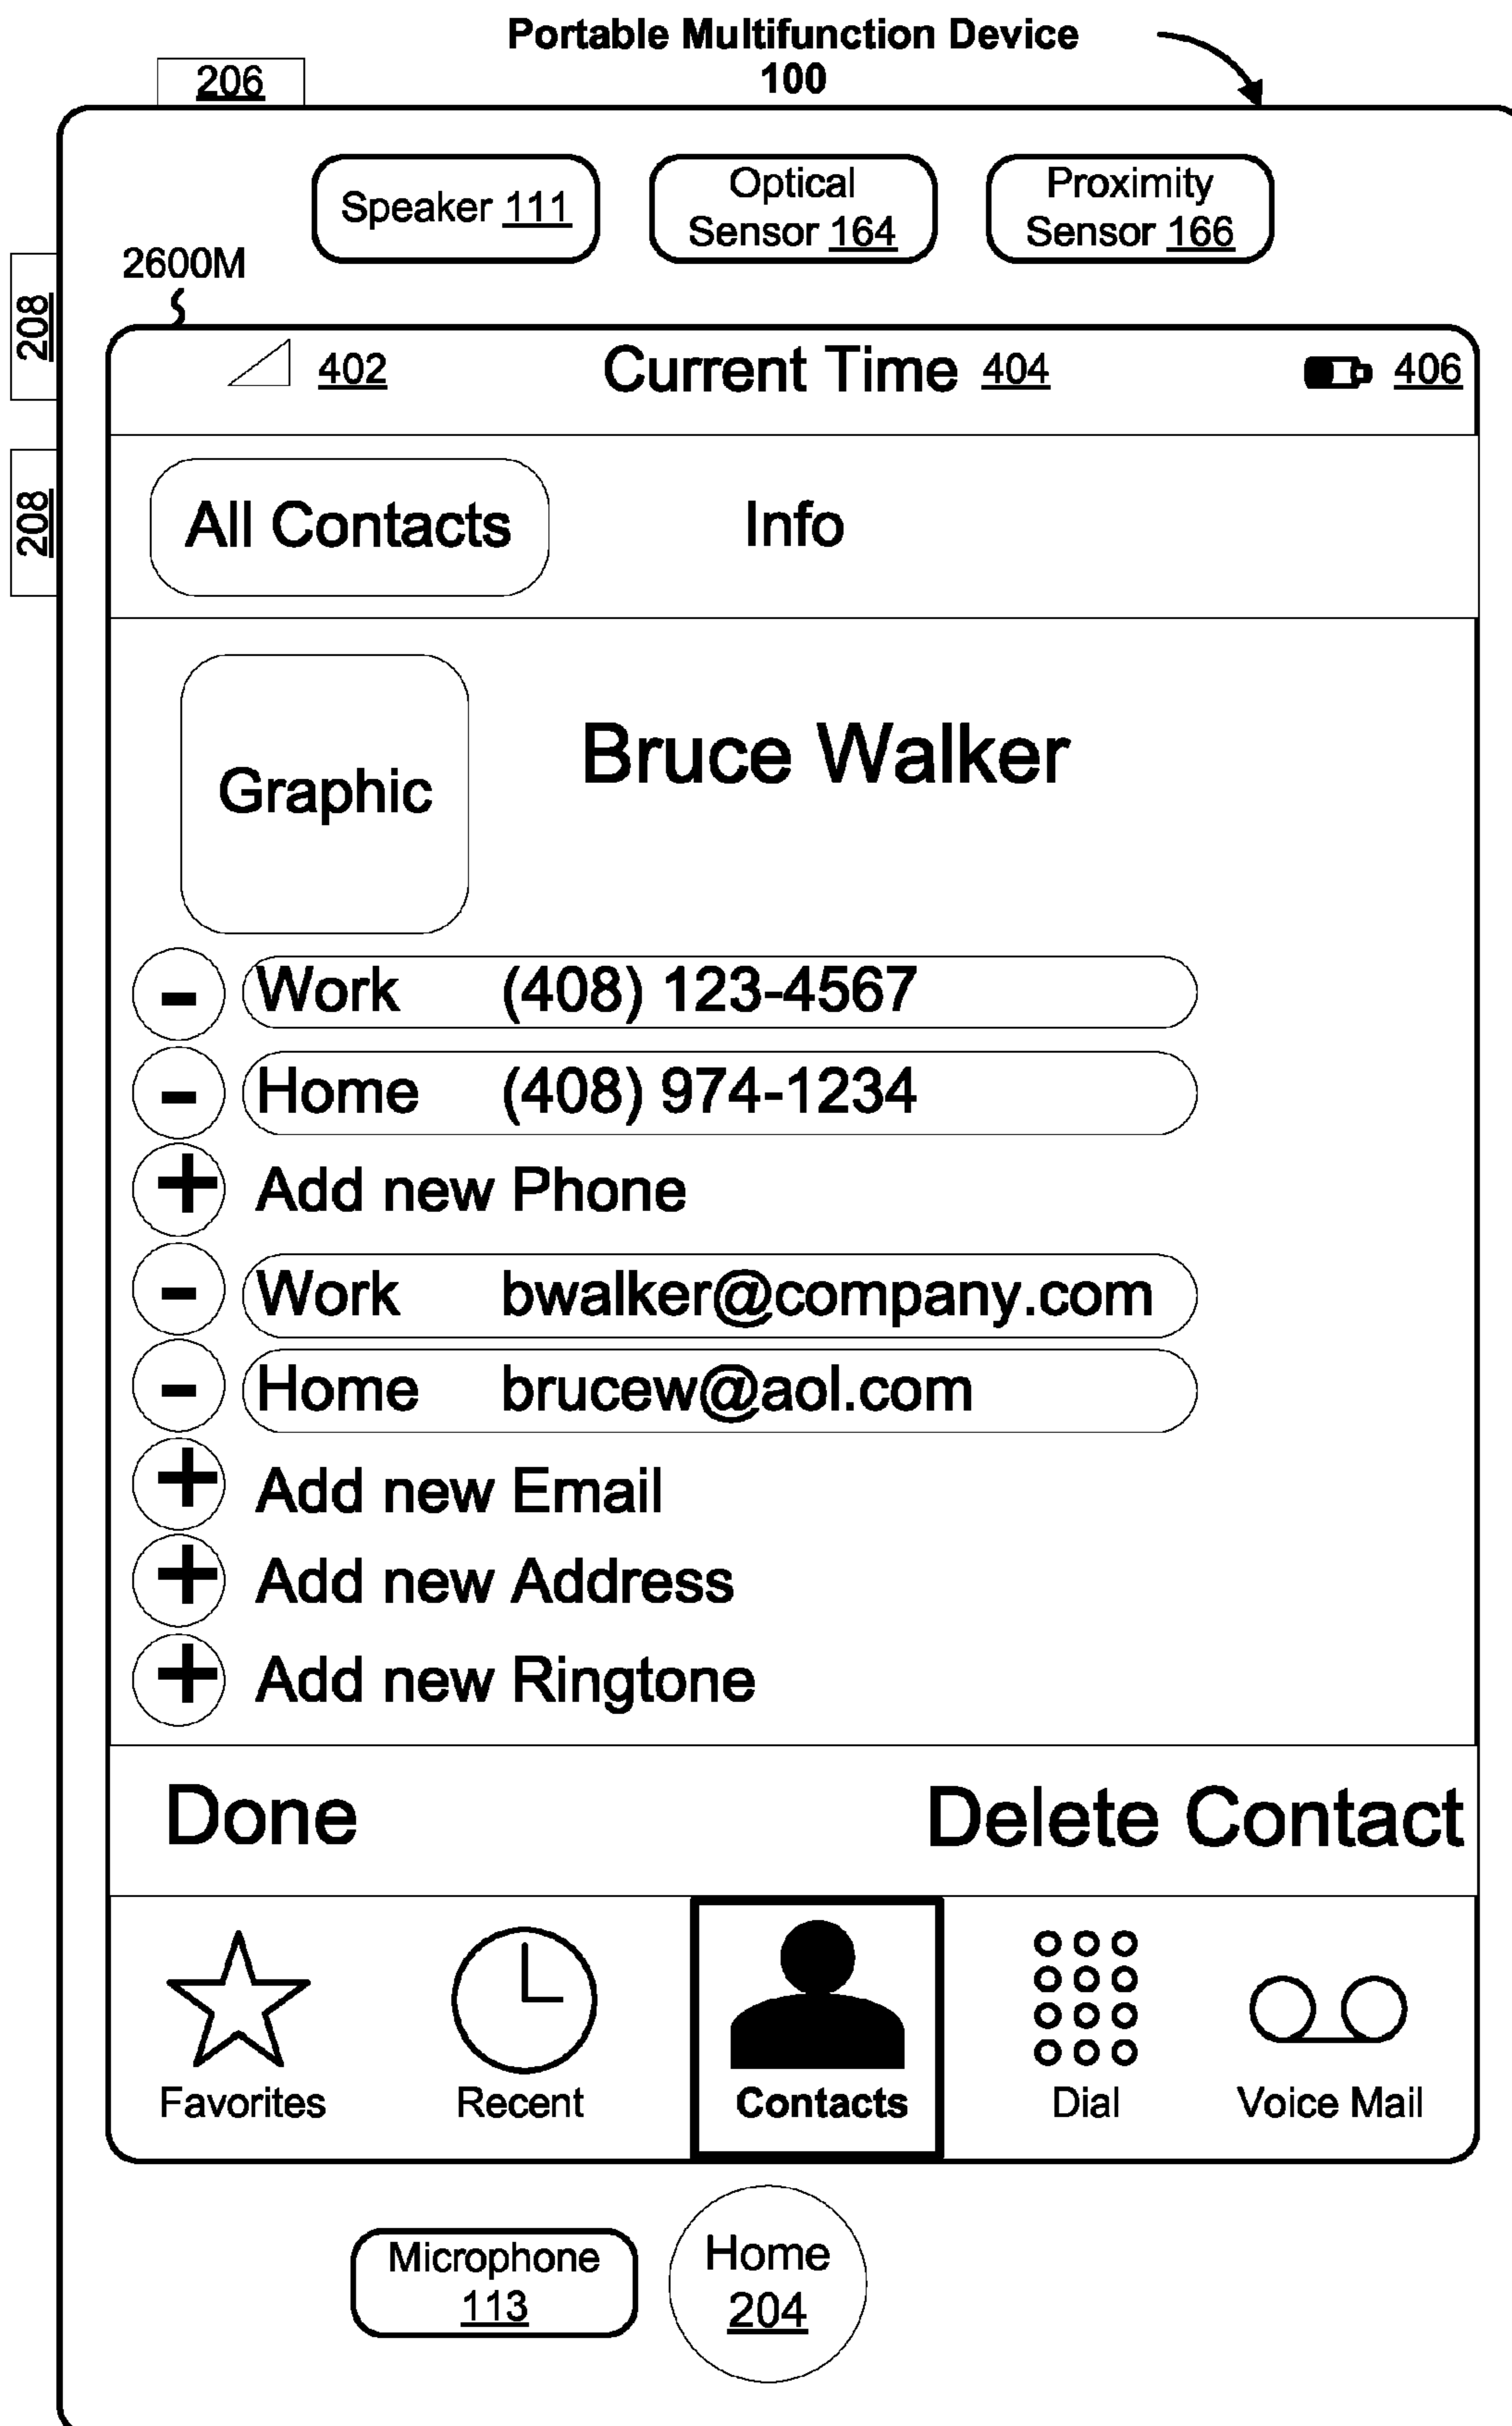 Portable Multifunction Device
100
206
Speaker 111
Optical
Sensor 164
Proximity
Sensor 166
2600M
208
208
402
Current Time 404
406
All Contacts
Info
Graphic
Bruce Walker
- Work (408) 123-4567
- Home (408) 974-1234
+ Add new Phone
- Work bwalker@company.com
- Home brucew@aol.com
+ Add new Email
+ Add new Address
+ Add new Ringtone
Done
Delete Contact
Favorites
Recent
Contacts
Dial
Voice Mail
Microphone
113
Home
204